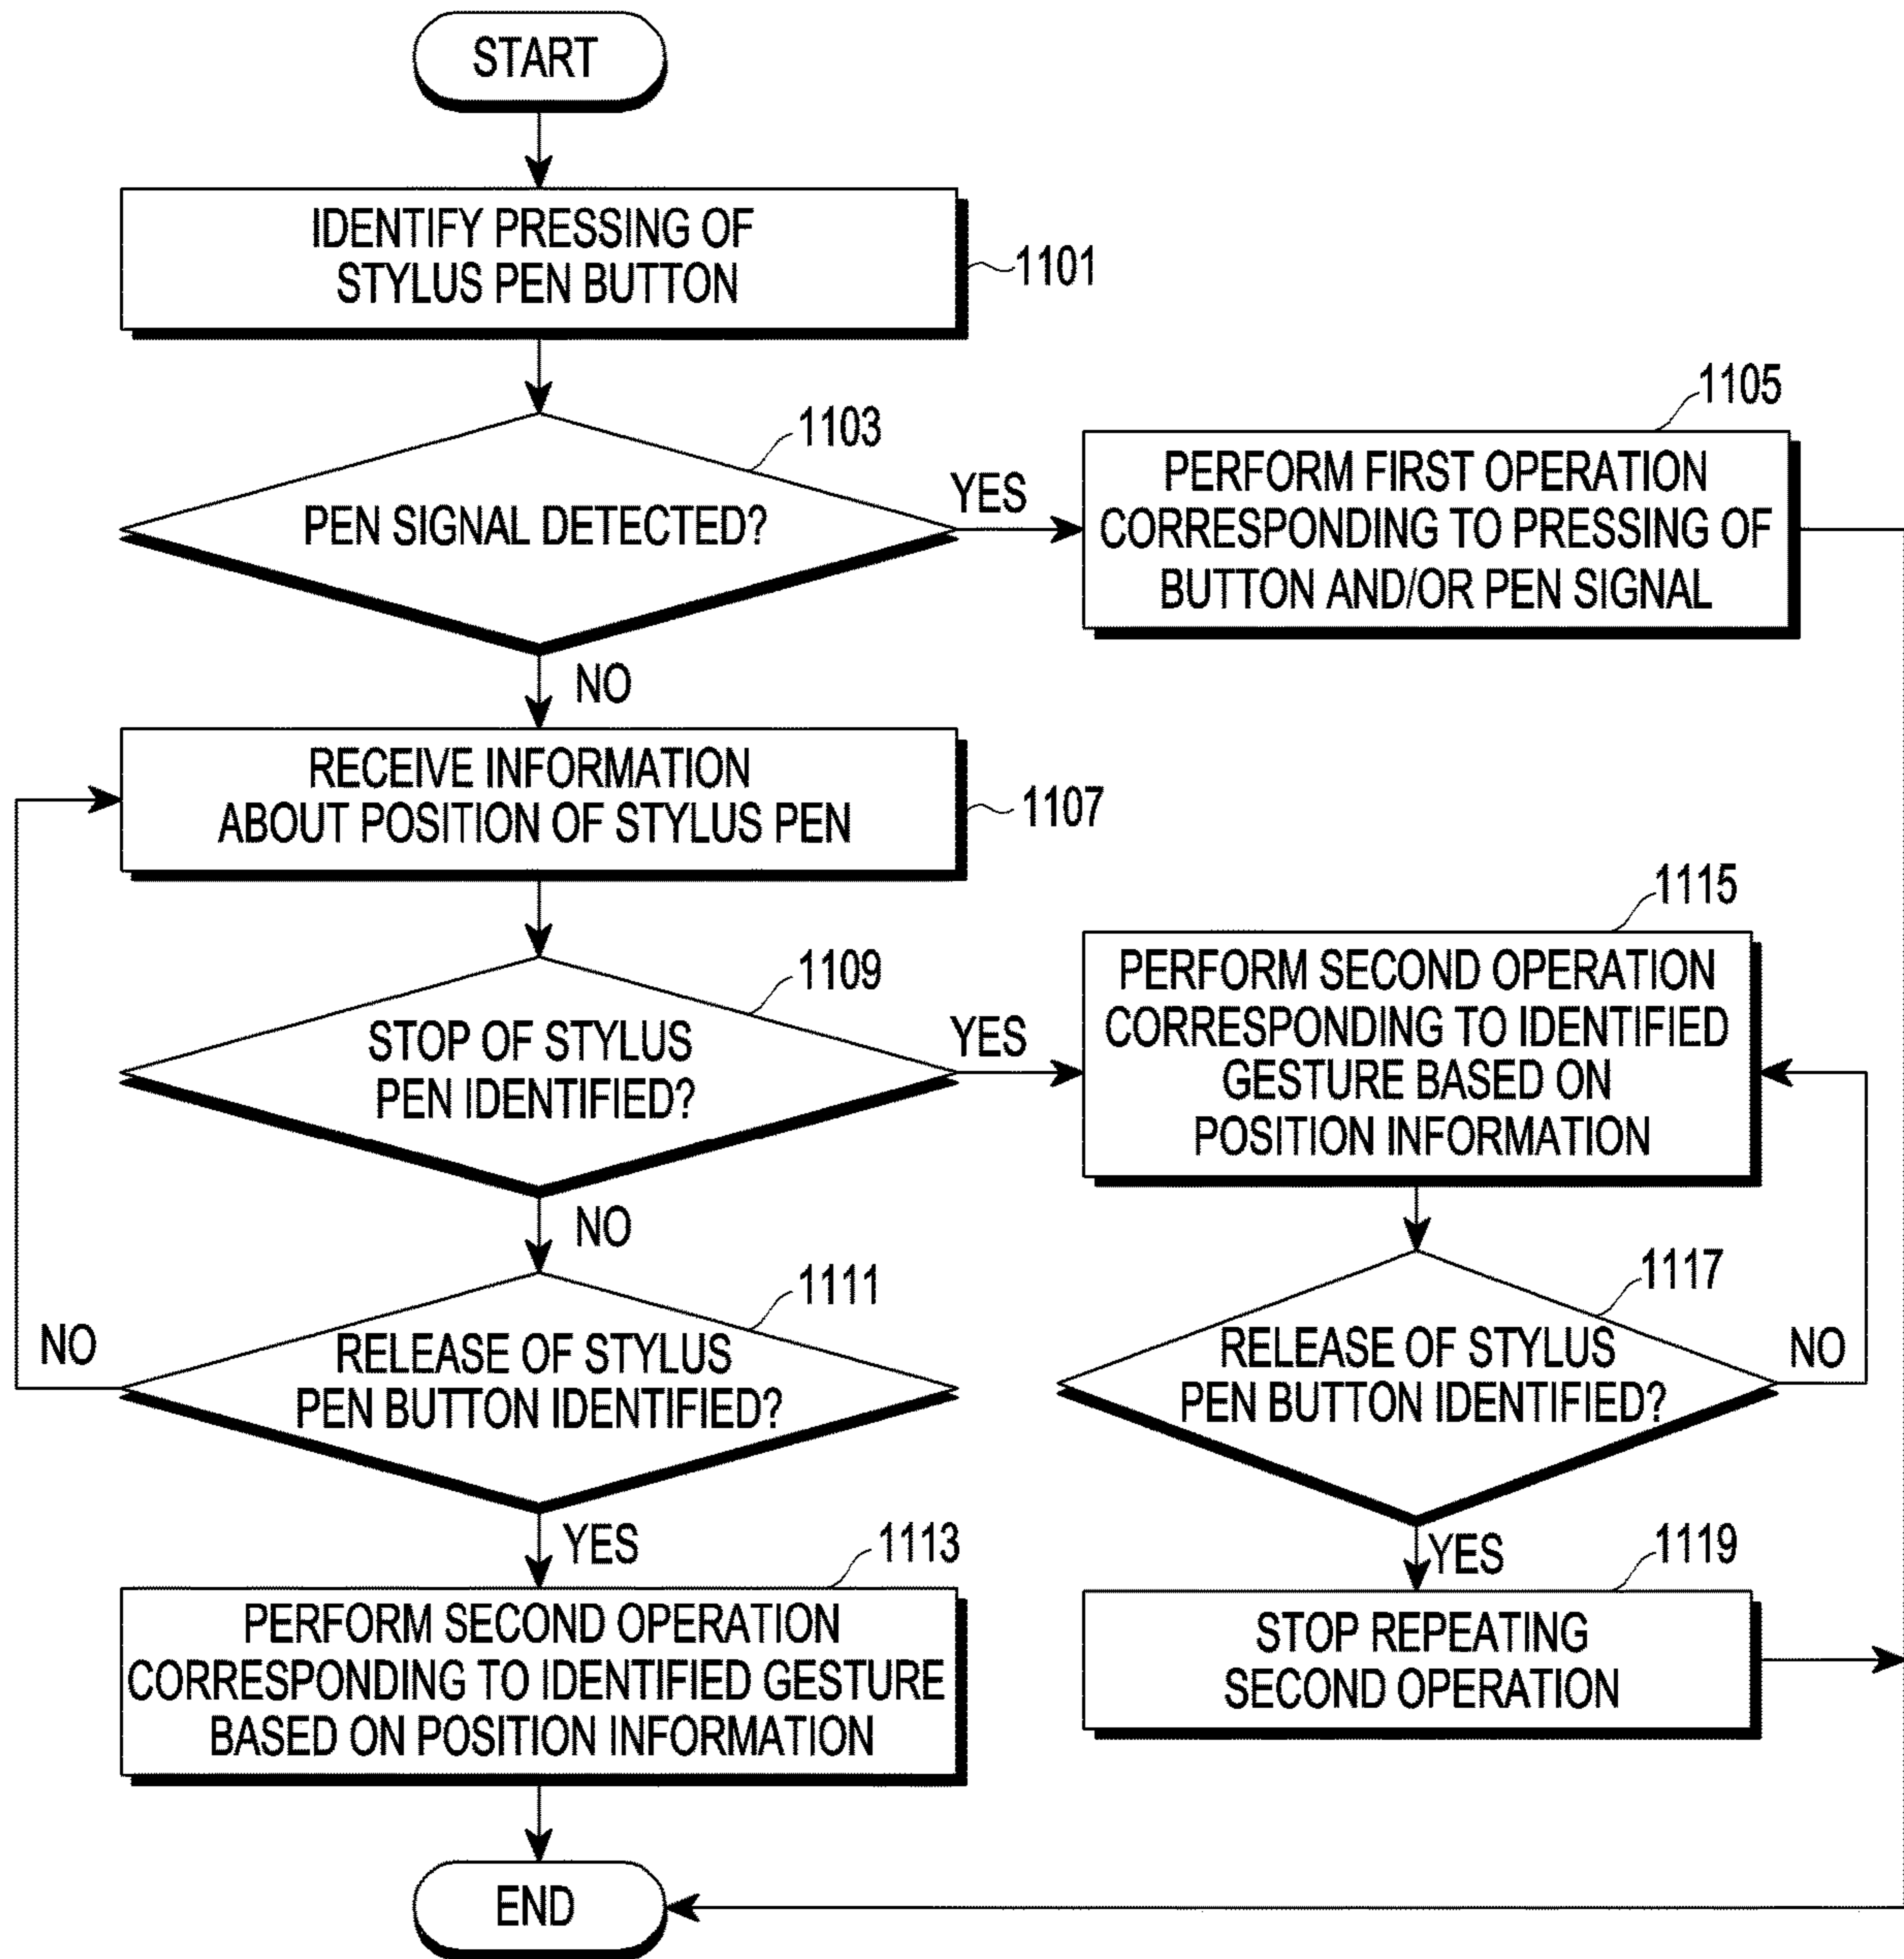 START
IDENTIFY PRESSING OF
STYLUS PEN BUTTON
1101
1103
PEN SIGNAL DETECTED?
YES
NO
1105
PERFORM FIRST OPERATION
CORRESPONDING TO PRESSING OF
BUTTON AND/OR PEN SIGNAL
RECEIVE INFORMATION
ABOUT POSITION OF STYLUS PEN
1107
1109
STOP OF STYLUS
PEN IDENTIFIED?
YES
NO
1115
PERFORM SECOND OPERATION
CORRESPONDING TO IDENTIFIED
GESTURE BASED ON
POSITION INFORMATION
1111
RELEASE OF STYLUS
PEN BUTTON IDENTIFIED?
NO
YES
1117
RELEASE OF STYLUS
PEN BUTTON IDENTIFIED?
NO
YES
1113
PERFORM SECOND OPERATION
CORRESPONDING TO IDENTIFIED GESTURE
BASED ON POSITION INFORMATION
1119
STOP REPEATING
SECOND OPERATION
END